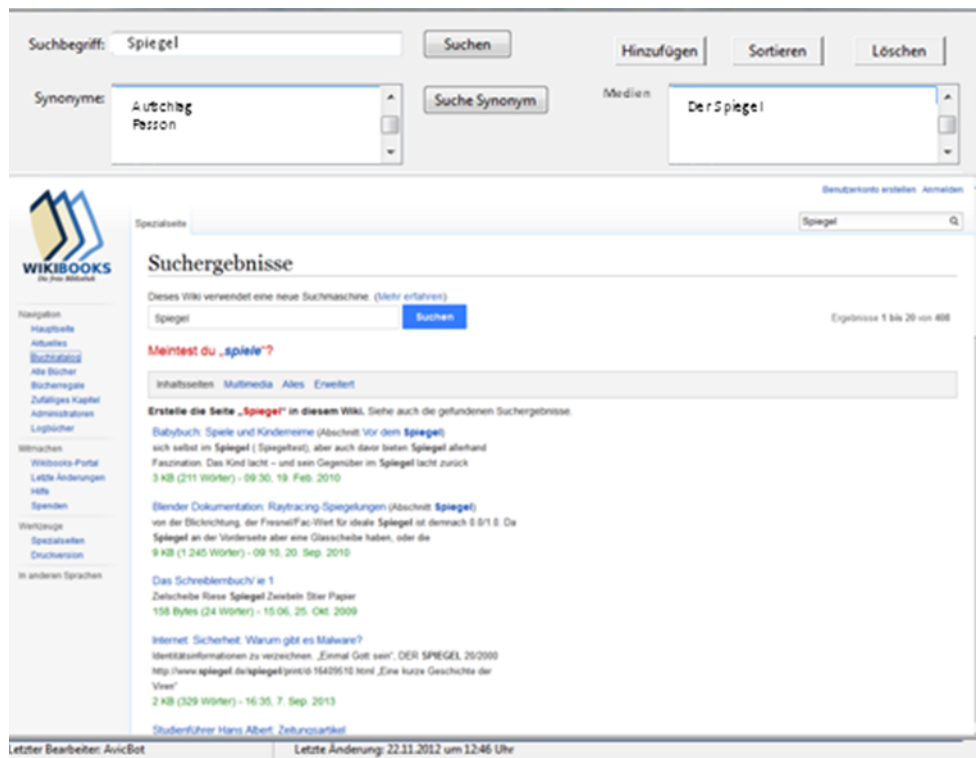 Suchbegriff: Spiegel Suchen Hinzufügen Sortieren Löschen
Synonyme: Aufschlag
Passon
Suche Synonym
Medien Der Spiegel
Benutzerkonto erstellen Anmelden
Spezialseite
Spiegel
WIKIBOOKS
Die freie Bibliothek
Navigation
Hauptseite
Aktuelles
Buchkatalog
Alle Bücher
Bücherregale
Zufälliges Kapitel
Administratoren
Logbücher
Mitmachen
Wikibooks-Portal
Letzte Änderungen
Hilfe
Spenden
Werkzeuge
Spezialseiten
Druckversion
In anderen Sprachen
Suchergebnisse
Dieses Wiki verwendet eine neue Suchmaschine. (Mehr erfahren)
Spiegel Suchen
Ergebnisse 1 bis 20 von 408
Meintest du „spiele“?
Inhaltsseiten Multimedia Alles Erweitert
Erstelle die Seite „Spiegel“ in diesem Wiki. Siehe auch die gefundenen Suchergebnisse.
Babybuch: Spiele und Kinderreime (Abschnitt Vor dem Spiegel)
sich selbst im Spiegel ( Spiegeltest), aber auch davor bieten Spiegel allerhand
Faszination. Das Kind lacht – und sein Gegenüber im Spiegel lacht zurück
3 KB (211 Wörter) - 09:30, 19. Feb. 2010
Blender Dokumentation: Raytracing-Spiegelungen (Abschnitt Spiegel)
von der Blickrichtung, der Fresnel/Fac-Wert für ideale Spiegel ist demnach 0.0/1.0. Da
Spiegel an der Vorderseite aber eine Glasscheibe haben, oder die
9 KB (1.245 Wörter) - 09:10, 20. Sep. 2010
Das Schreiblernbuch/ ie 1
Zielscheibe Riese Spiegel Zwiebeln Stier Papier
158 Bytes (24 Wörter) - 15:06, 25. Okt. 2009
Internet: Sicherheit: Warum gibt es Malware?
Identitätsinformationen zu verzeichnen. „Einmal Gott sein“, DER SPIEGEL 20/2000
http://www.spiegel.de/spiegel/print/d-16409510.html „Eine kurze Geschichte der
Viren“
2 KB (329 Wörter) - 16:35, 7. Sep. 2013
Studienführer Hans Albert: Zeitungsartikel
Letzter Bearbeiter: AvicBot Letzte Änderung: 22.11.2012 um 12:46 Uhr